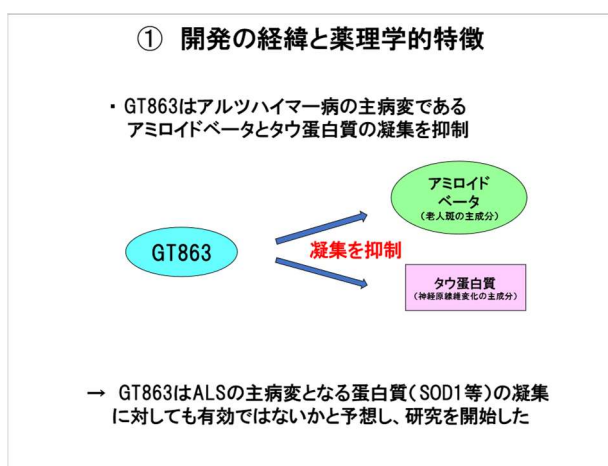 ① 開発の経緯と薬理学的特徴
・ GT863はアルツハイマー病の主病変である
アミロイドベータとタウ蛋白質の凝集を抑制
アミロイド
ベータ
(老人斑の主成分)
GT863
凝集を抑制
タウ蛋白質
(神経原線維変化の主成分)
→ GT863はALSの主病変となる蛋白質(SOD1等)の凝集
に対しても有効ではないかと予想し、研究を開始した